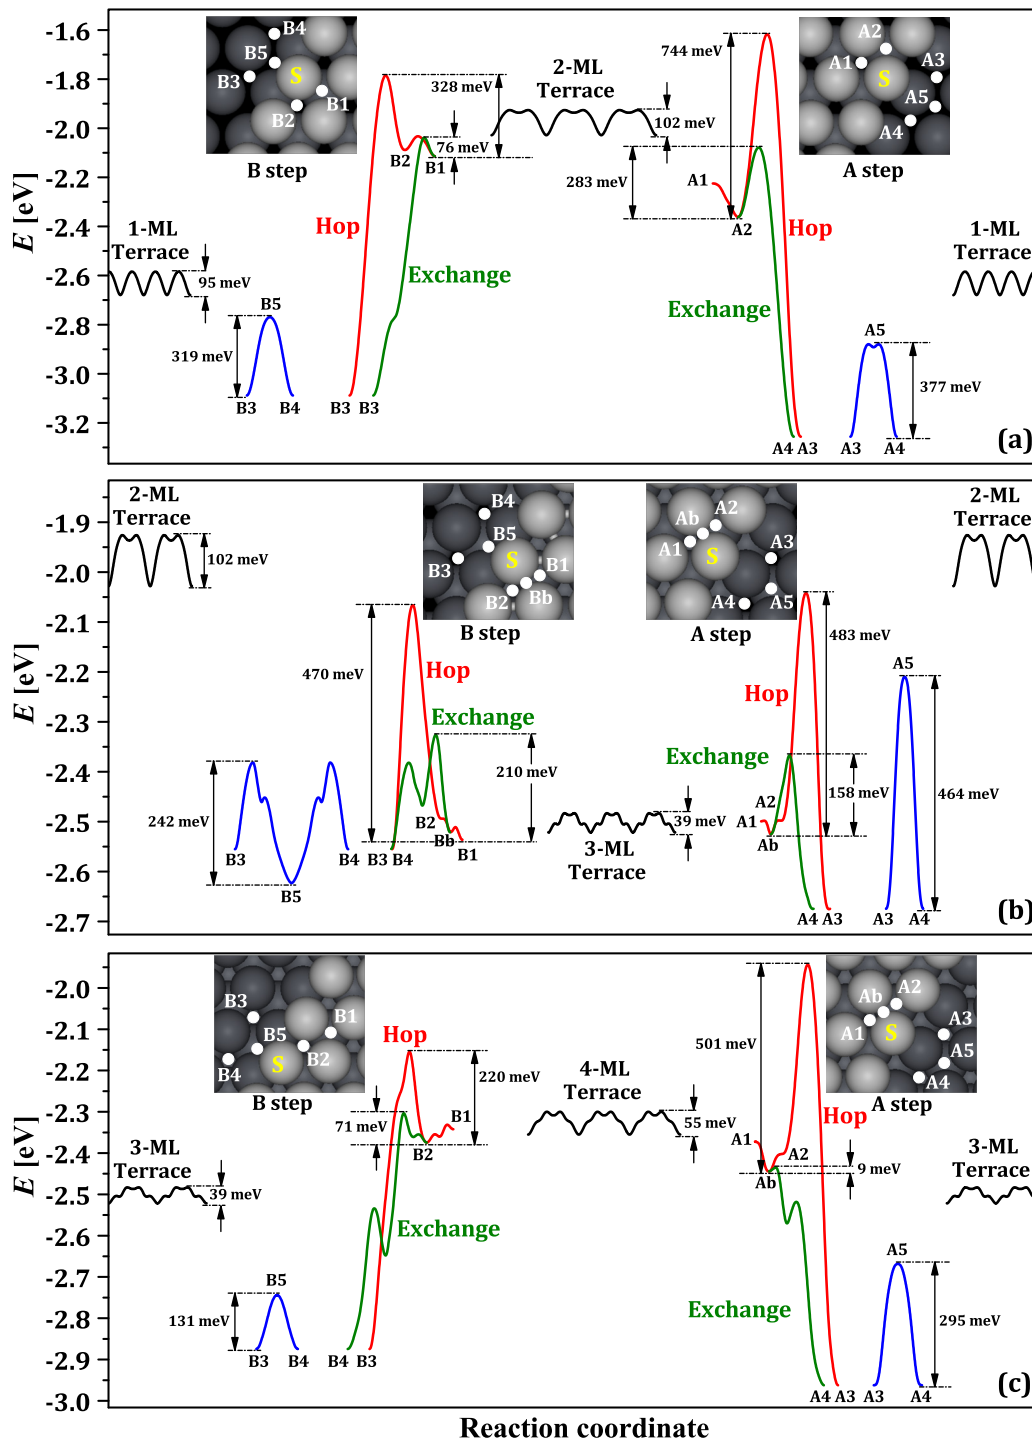 E [eV]
-1.6
-1.8
-2.0
-2.2
-2.4
-2.6
-2.8
-3.0
-3.2
1-ML
Terrace
95 meV
B5
319 meV
B3
B4
B4
B5
B3
S
B1
B2
B step
328 meV
76 meV
B2
B1
Hop
Exchange
B3
B3
2-ML
Terrace
102 meV
744 meV
283 meV
A1
A2
Hop
Exchange
A4
A3
A2
A1
A3
S
A5
A4
A step
1-ML
Terrace
A5
377 meV
A3
A4
(a)
E [eV]
-1.9
-2.0
-2.1
-2.2
-2.3
-2.4
-2.5
-2.6
-2.7
2-ML
Terrace
102 meV
242 meV
B3
B5
B4
B4
B5
B3
S
B1
B2
Bb
B step
470 meV
Hop
Exchange
210 meV
B2
Bb
B1
B3
B4
39 meV
3-ML
Terrace
A2
Ab
A1
S
A3
A4
A5
A step
483 meV
Hop
Exchange
158 meV
A2
A1
Ab
A4
A3
2-ML
Terrace
A5
464 meV
A3
A4
(b)
E [eV]
-2.0
-2.1
-2.2
-2.3
-2.4
-2.5
-2.6
-2.7
-2.8
-2.9
-3.0
3-ML
Terrace
39 meV
B5
131 meV
B3
B4
B3
B1
B5
B4
S
B2
B step
Hop
220 meV
71 meV
B1
B2
Exchange
B4
B3
4-ML
Terrace
55 meV
501 meV
A1
A2
Ab
9 meV
Hop
Exchange
A4
A3
Ab
A2
A1
S
A3
A5
A4
A step
3-ML
Terrace
A5
295 meV
A3
A4
(c)
Reaction coordinate